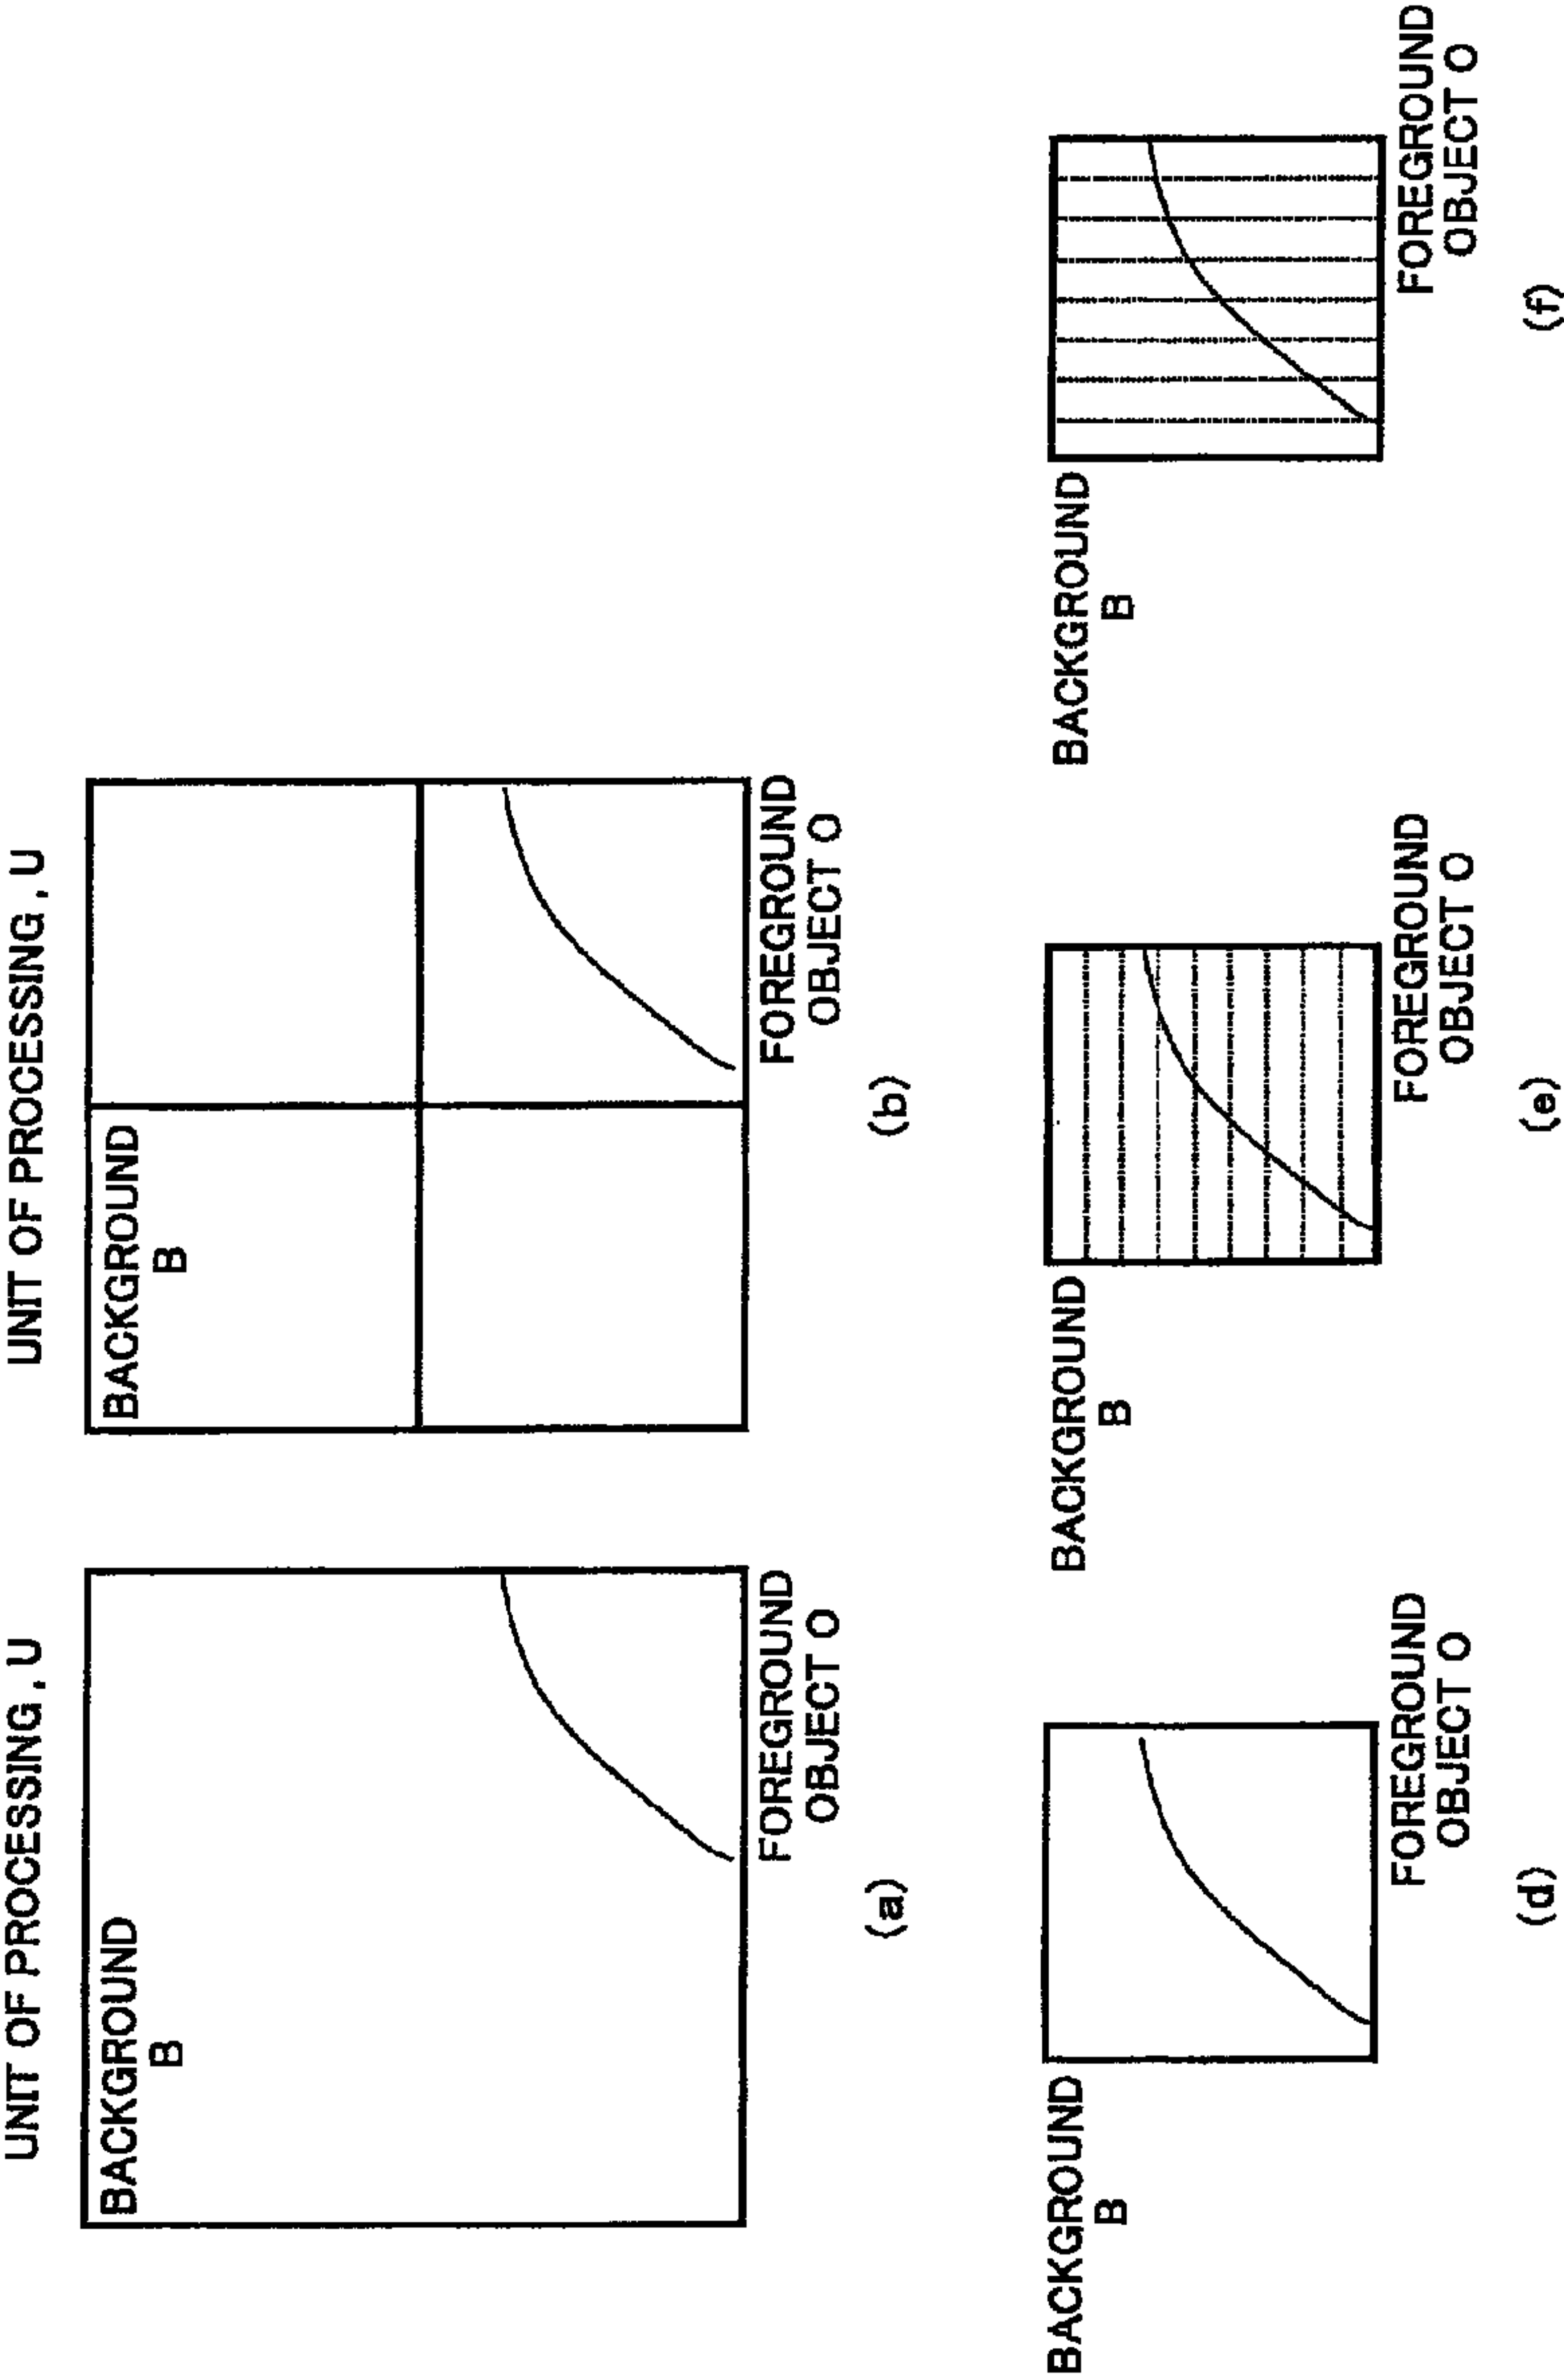 UNIT OF PROCESSING, U
BACKGROUND
B
FOREGROUND
OBJECT O
(a)
UNIT OF PROCESSING, U
BACKGROUND
B
FOREGROUND
OBJECT O
(b)
BACKGROUND
B
FOREGROUND
OBJECT O
(d)
BACKGROUND
B
FOREGROUND
OBJECT O
(e)
BACKGROUND
B
FOREGROUND
OBJECT O
(f)